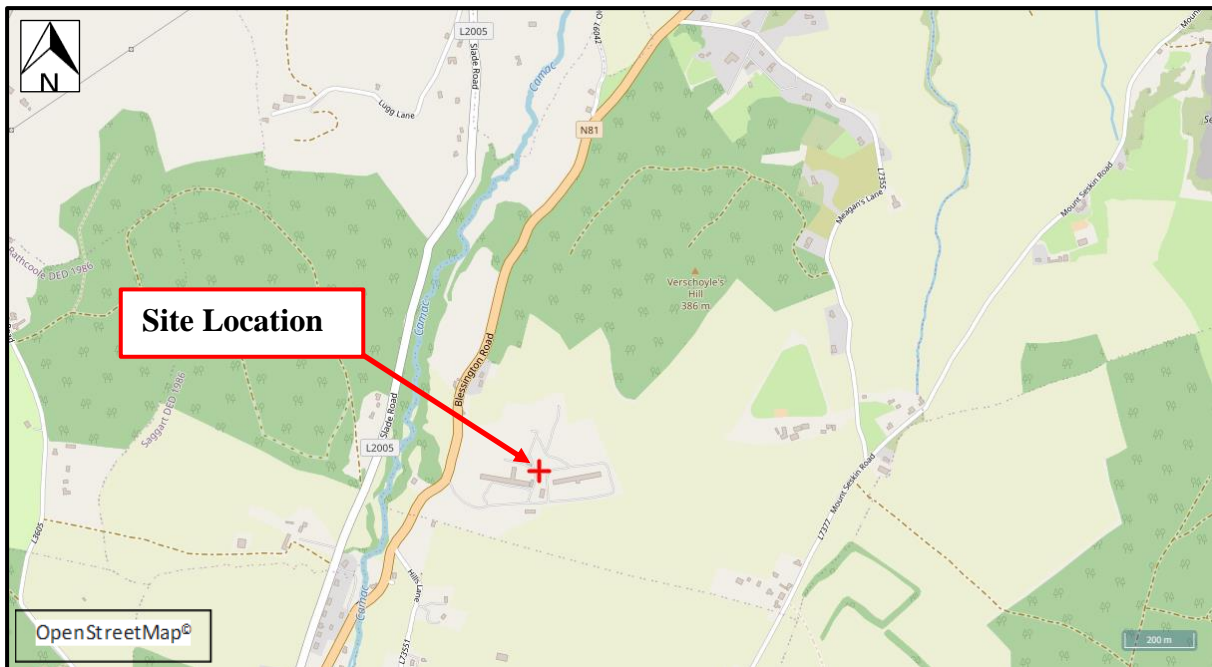 N
L2005
Slade Road
Camac
Lugg Lane
N81
L7355
Meagan's Lane
Mount Seskin Road
Rathcoole DED 1986
Verschoyle's
Hill
386 m
Site Location
Camac
Blessington Road
Saggart DED 1986
Slade Road
L2005
L3605
L7377 Mount Seskin Road
Hills Lane
L73551
Camac
OpenStreetMap©
200 m